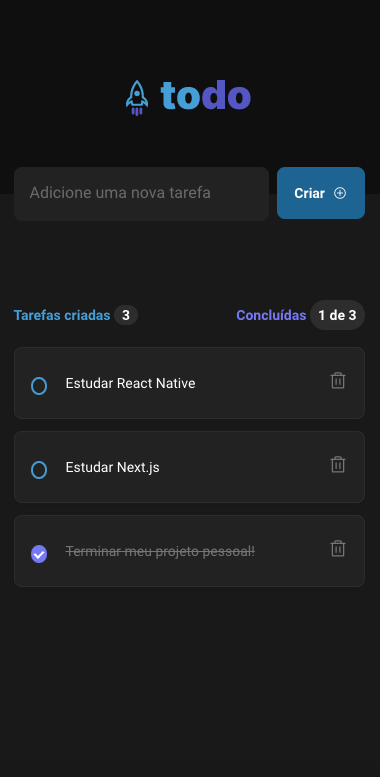 todo
Adicione uma nova tarefa
Criar
Tarefas criadas 3
Concluídas 1 de 3
Estudar React Native
Estudar Next.js
Terminar meu projeto pessoal!